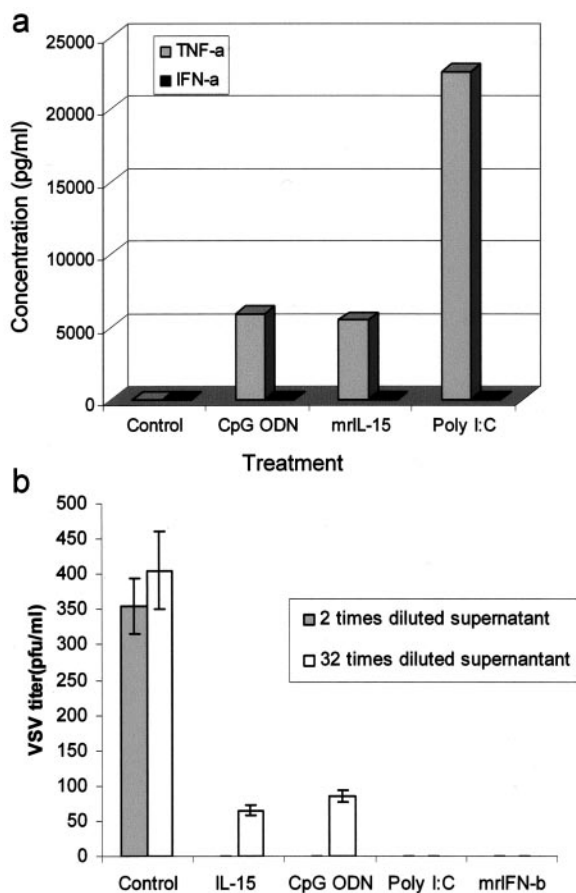 a
25000
20000
15000
10000
5000
0
Concentration (pg/ml)
TNF-a
IFN-a
Control CpG ODN mrIL-15 Poly I:C
Treatment
b
500
450
400
350
300
250
200
150
100
50
0
VSV titer(pfu/ml)
2 times diluted supernatant
32 times diluted supernantant
Control IL-15 CpG ODN Poly I:C mrIFN-b